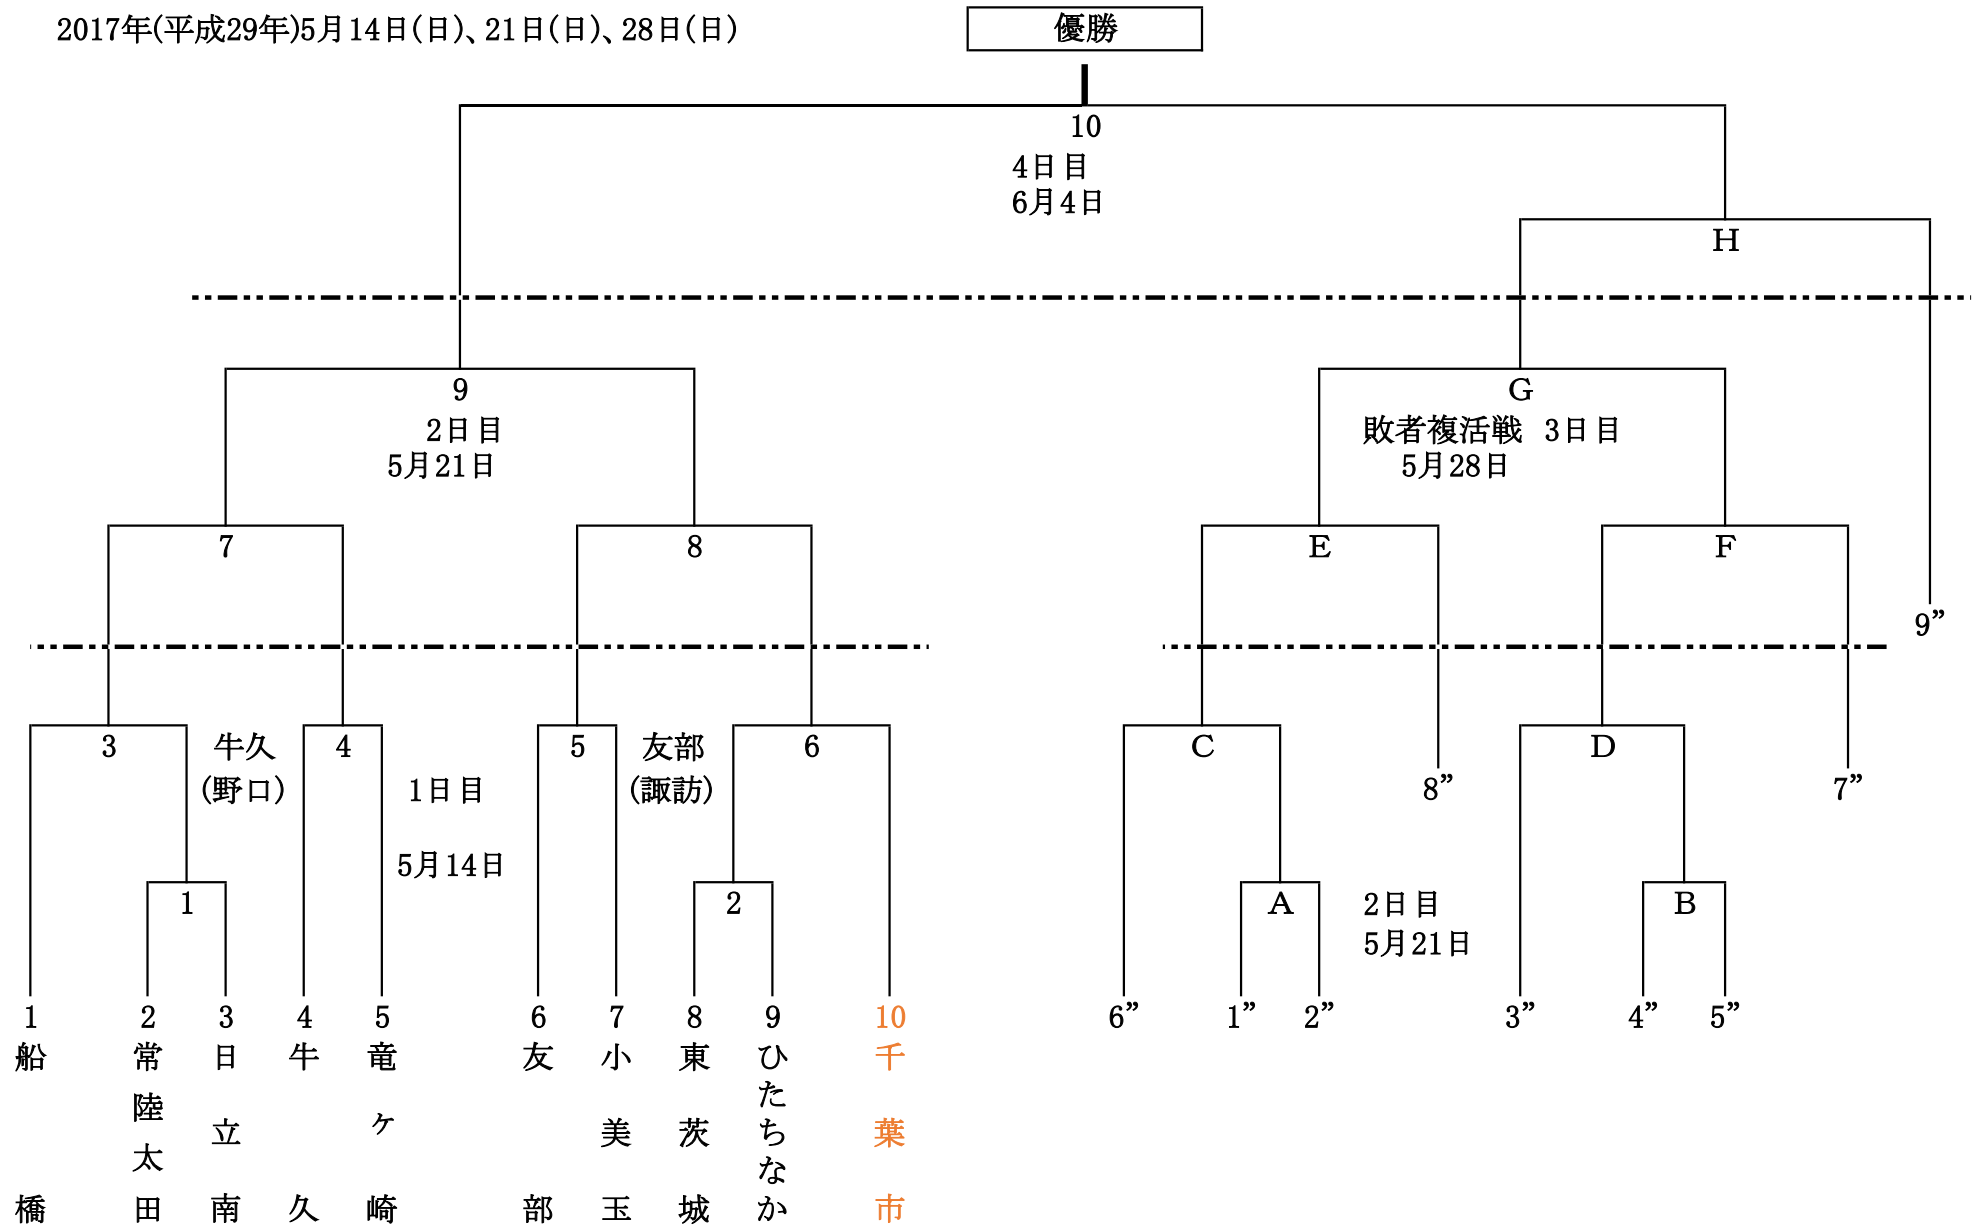 2017年(平成29年)5月14日(日)、21日(日)、28日(日)
優勝
10
4日目
6月4日
H
9
2日目
5月21日
G
敗者複活戦 3日目
5月28日
7
8
E
F
9”
3
牛久
(野口)
4
1日目
5月14日
5
友部
(諏訪)
6
C
D
8”
7”
1
2
A
2日目
5月21日
B
1
2
3
4
5
6
7
8
9
10
6”
1”
2”
3”
4”
5”
船橋
常陸太田
日立南
牛久
竜ヶ崎
友部
小美玉
東茨城
ひたちなか
千葉市